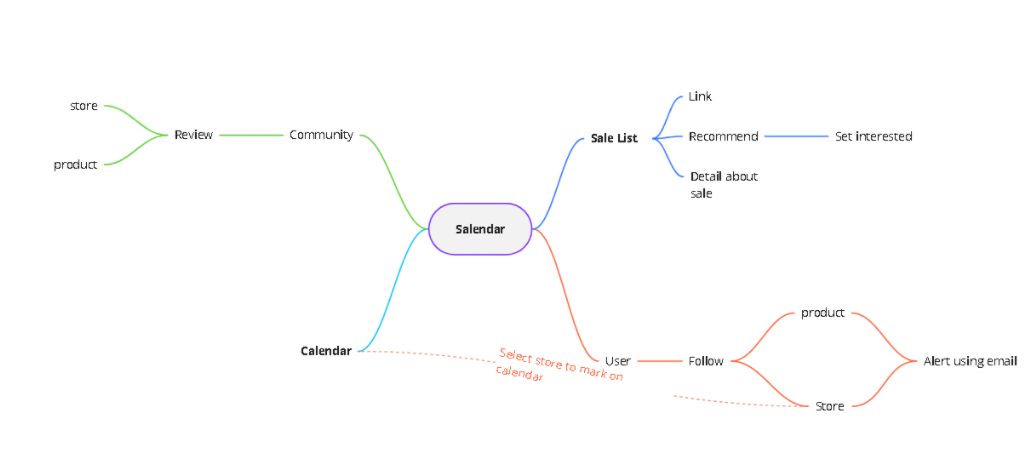 store
product
Review
Community
Salendar
Calendar
Sale List
Link
Recommend
Set interested
Detail about
sale
Select store to mark on
calendar
User
Follow
product
Store
Alert using email